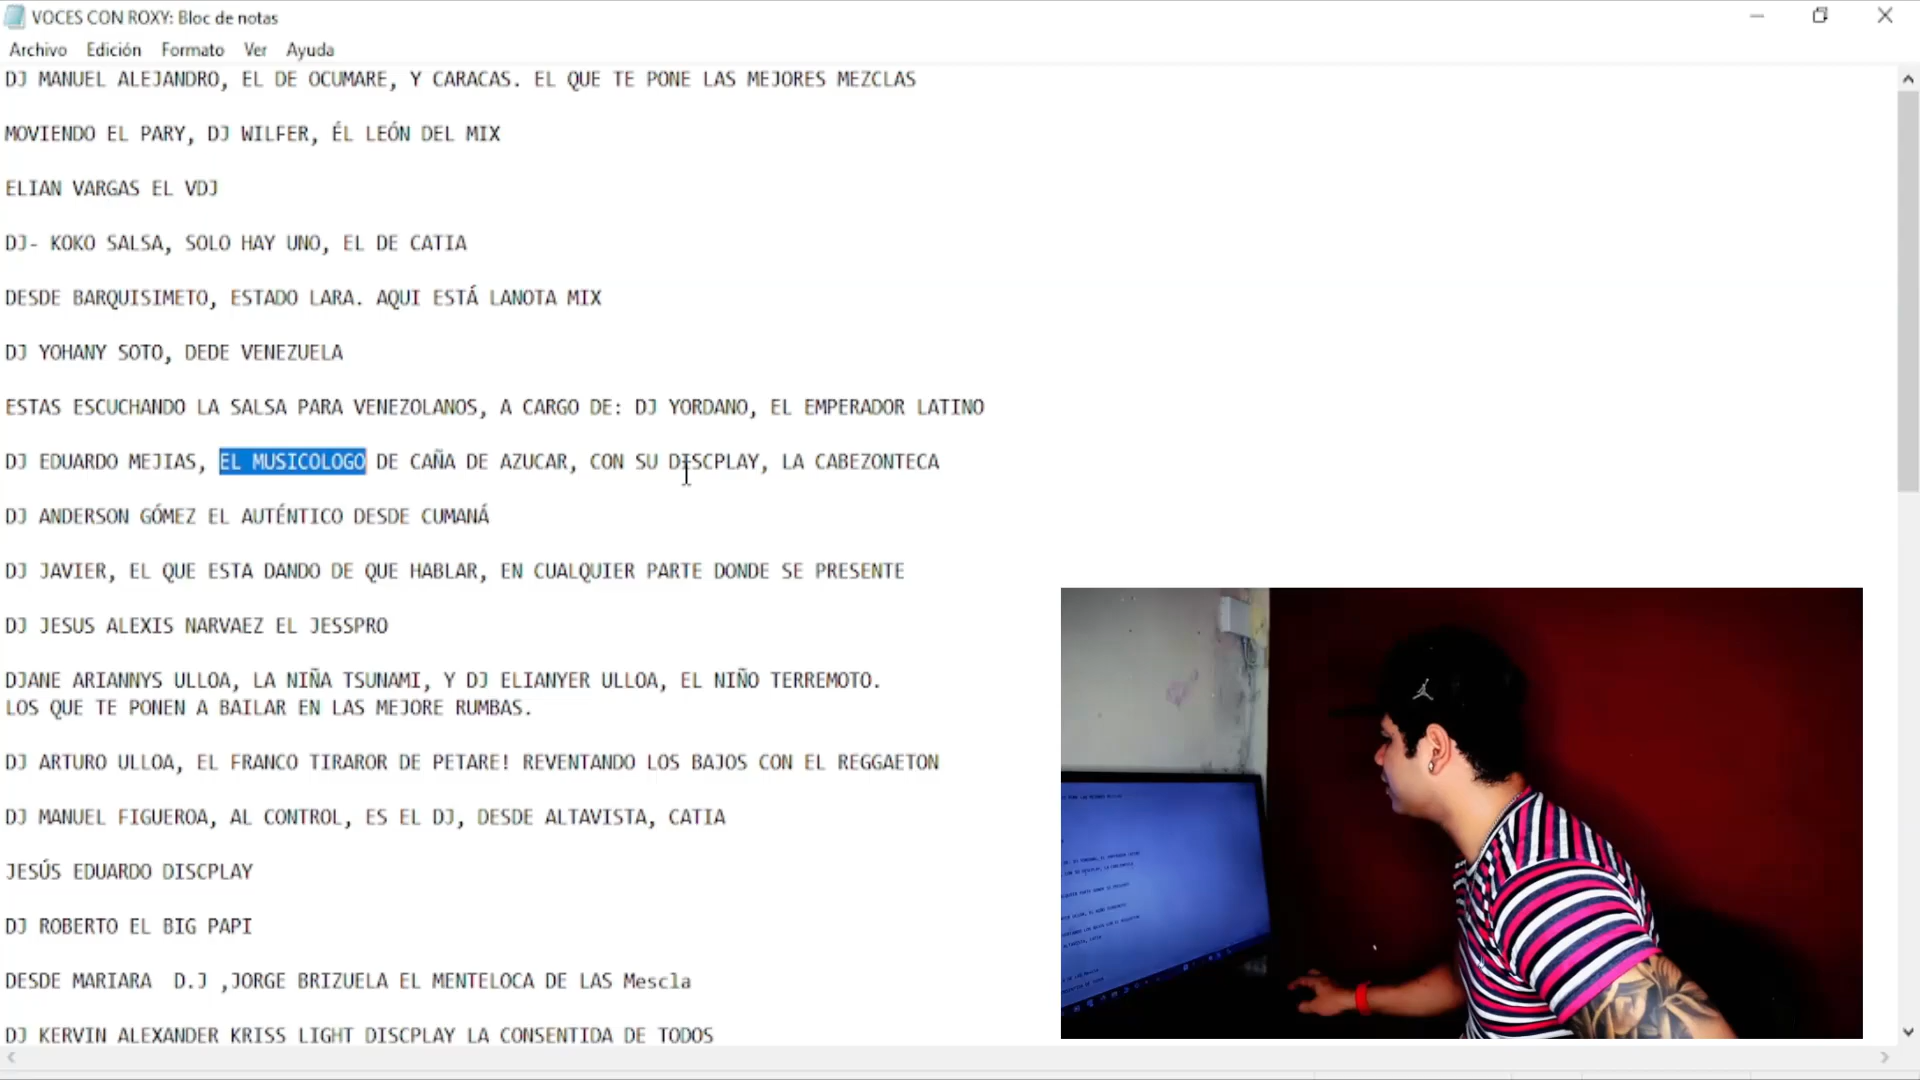 VOCES CON ROXY: Bloc de notas
Archivo Edición Formato Ver Ayuda
DJ MANUEL ALEJANDRO, EL DE OCUMARE, Y CARACAS. EL QUE TE PONE LAS MEJORES MEZCLAS
MOVIENDO EL PARY, DJ WILFER, ÉL LEÓN DEL MIX
ELIAN VARGAS EL VDJ
DJ- KOKO SALSA, SOLO HAY UNO, EL DE CATIA
DESDE BARQUISIMETO, ESTADO LARA. AQUI ESTÁ LANOTA MIX
DJ YOHANY SOTO, DEDE VENEZUELA
ESTAS ESCUCHANDO LA SALSA PARA VENEZOLANOS, A CARGO DE: DJ YORDANO, EL EMPERADOR LATINO
DJ EDUARDO MEJIAS, EL MUSICOLOGO DE CAÑA DE AZUCAR, CON SU DISCPLAY, LA CABEZONTECA
DJ ANDERSON GÓMEZ EL AUTÉNTICO DESDE CUMANÁ
DJ JAVIER, EL QUE ESTA DANDO DE QUE HABLAR, EN CUALQUIER PARTE DONDE SE PRESENTE
DJ JESUS ALEXIS NARVAEZ EL JESSPRO
DJANE ARIANNYS ULLOA, LA NIÑA TSUNAMI, Y DJ ELIANYER ULLOA, EL NIÑO TERREMOTO.
LOS QUE TE PONEN A BAILAR EN LAS MEJORE RUMBAS.
DJ ARTURO ULLOA, EL FRANCO TIRAROR DE PETARE! REVENTANDO LOS BAJOS CON EL REGGAETON
DJ MANUEL FIGUEROA, AL CONTROL, ES EL DJ, DESDE ALTAVISTA, CATIA
JESÚS EDUARDO DISCPLAY
DJ ROBERTO EL BIG PAPI
DESDE MARIARA  D.J ,JORGE BRIZUELA EL MENTELOCA DE LAS Mescla
DJ KERVIN ALEXANDER KRISS LIGHT DISCPLAY LA CONSENTIDA DE TODOS